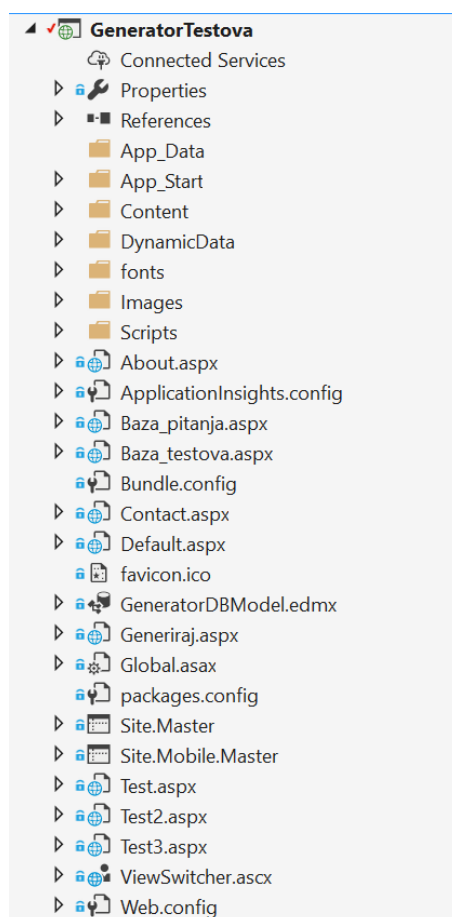 GeneratorTestova
Connected Services
Properties
References
App_Data
App_Start
Content
DynamicData
fonts
Images
Scripts
About.aspx
ApplicationInsights.config
Baza_pitanja.aspx
Baza_testova.aspx
Bundle.config
Contact.aspx
Default.aspx
favicon.ico
GeneratorDBModel.edmx
Generiraj.aspx
Global.asax
packages.config
Site.Master
Site.Mobile.Master
Test.aspx
Test2.aspx
Test3.aspx
ViewSwitcher.ascx
Web.config